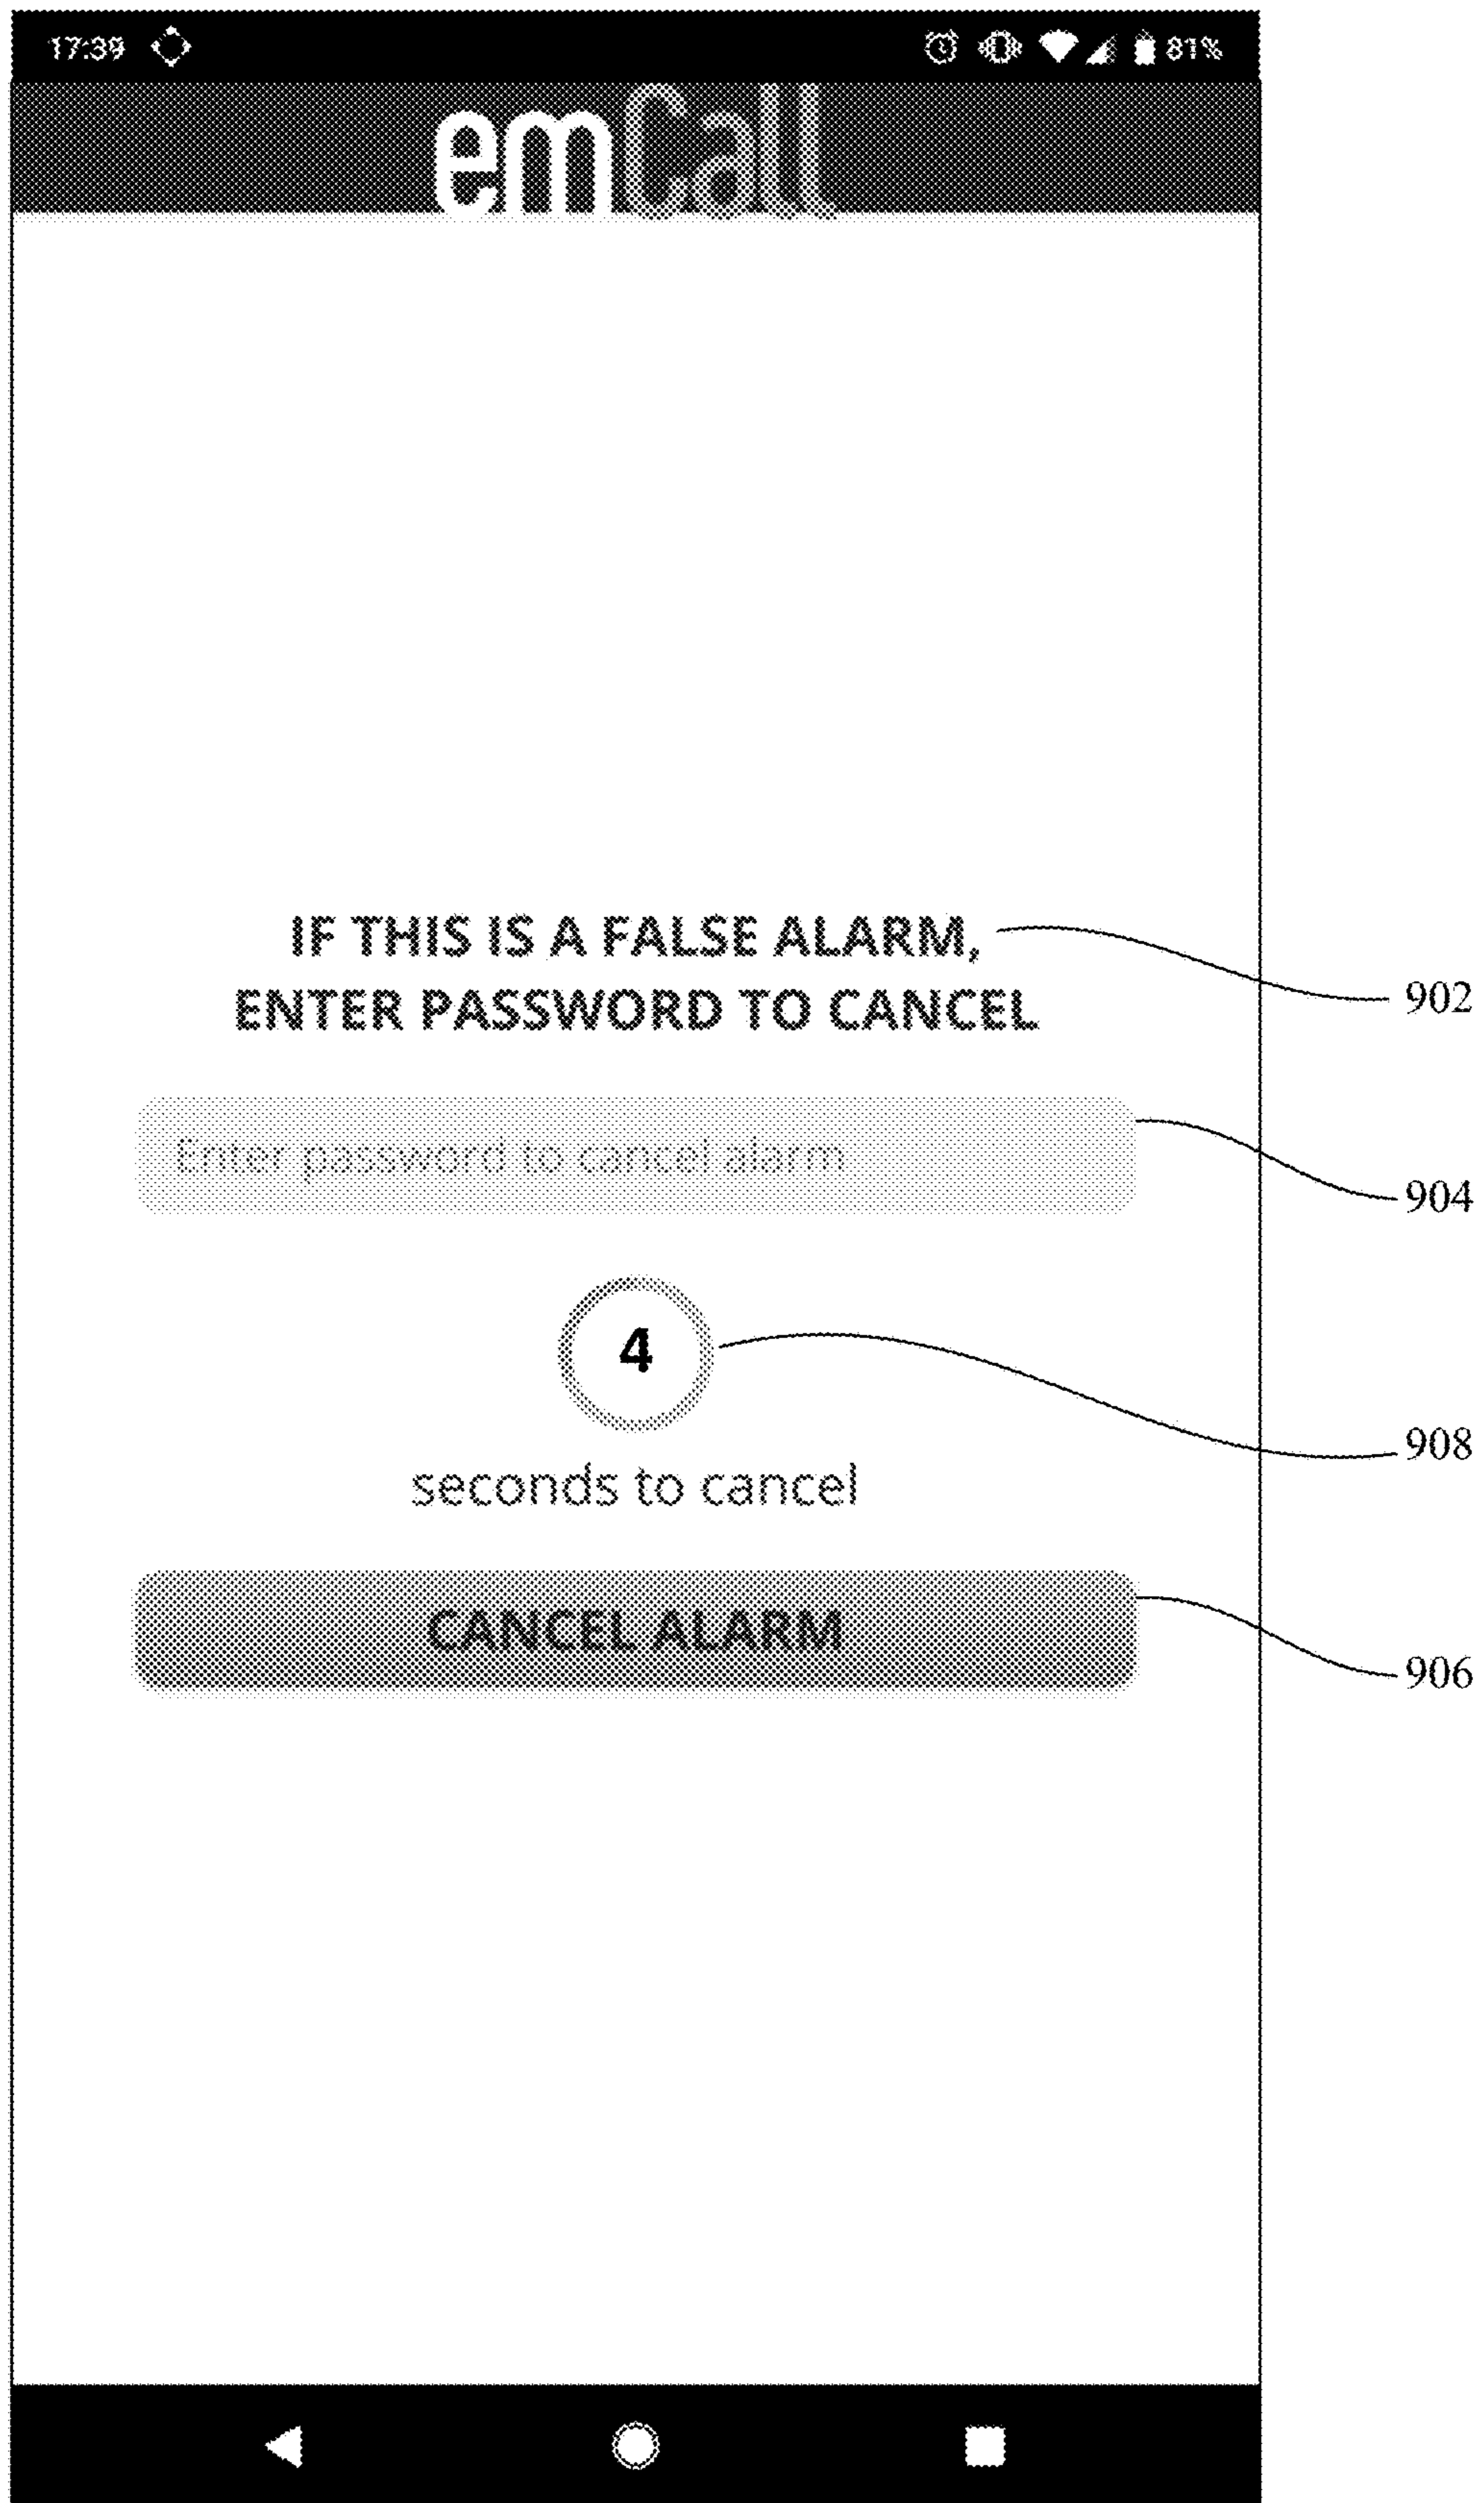 17:39 81%
emCall
IF THIS IS A FALSE ALARM,
ENTER PASSWORD TO CANCEL
902
Enter password to cancel alarm
904
4
908
seconds to cancel
CANCEL ALARM
906